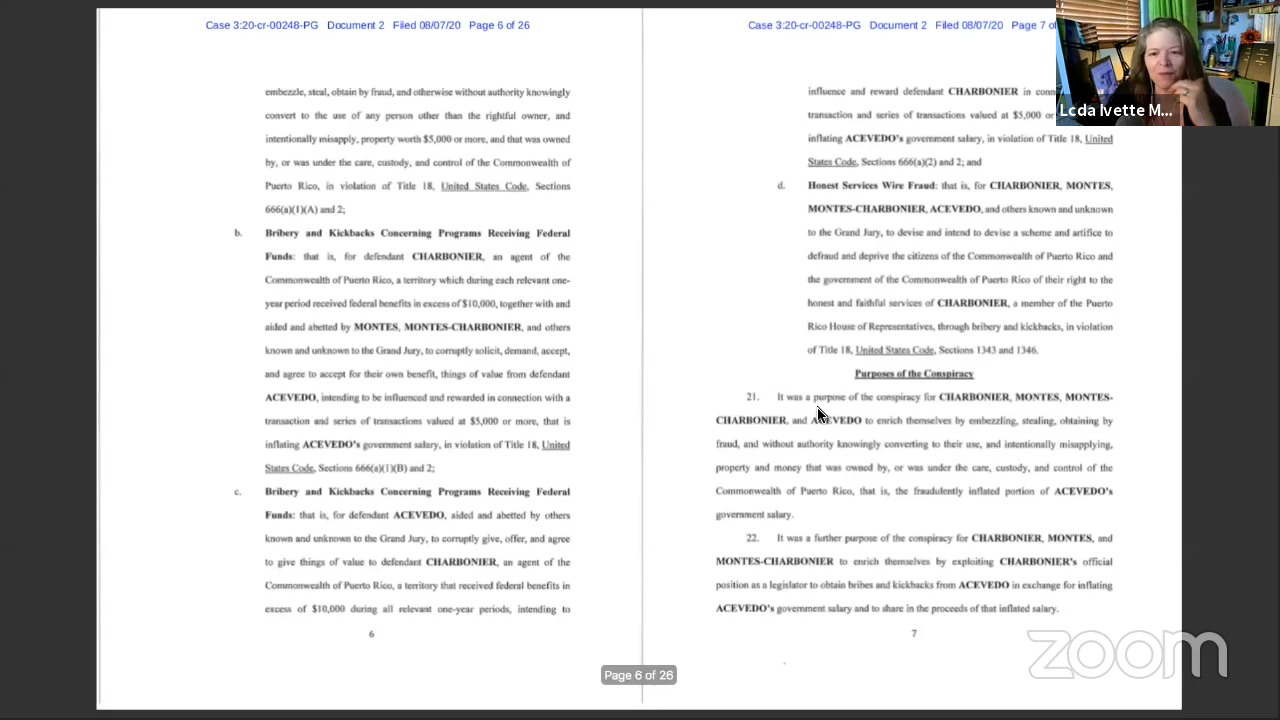 Case 3:20-cr-00248-PG Document 2 Filed 08/07/20 Page 6 of 26
embezzle, steal, obtain by fraud, and otherwise without authority knowingly
convert to the use of any person other than the rightful owner, and
intentionally misapply, property worth $5,000 or more, and that was owned
by, or was under the care, custody, and control of the Commonwealth of
Puerto Rico, in violation of Title 18, United States Code, Sections
666(a)(1)(A) and 2;
b. Bribery and Kickbacks Concerning Programs Receiving Federal
Funds: that is, for defendant CHARBONIER, an agent of the
Commonwealth of Puerto Rico, a territory which during each relevant one-
year period received federal benefits in excess of $10,000, together with and
aided and abetted by MONTES, MONTES-CHARBONIER, and others
known and unknown to the Grand Jury, to corruptly solicit, demand, accept,
and agree to accept for their own benefit, things of value from defendant
ACEVEDO, intending to be influenced and rewarded in connection with a
transaction and series of transactions valued at $5,000 or more, that is
inflating ACEVEDO's government salary, in violation of Title 18, United
States Code, Sections 666(a)(1)(B) and 2;
c. Bribery and Kickbacks Concerning Programs Receiving Federal
Funds: that is, for defendant ACEVEDO, aided and abetted by others
known and unknown to the Grand Jury, to corruptly give, offer, and agree
to give things of value to defendant CHARBONIER, an agent of the
Commonwealth of Puerto Rico, a territory that received federal benefits in
excess of $10,000 during all relevant one-year periods, intending to
6
Case 3:20-cr-00248-PG Document 2 Filed 08/07/20 Page 7 of
influence and reward defendant CHARBONIER in
transaction and series of transactions valued at $5,000
inflating ACEVEDO's government salary, in violation of Title 18, United
States Code, Sections 666(a)(2) and 2; and
d. Honest Services Wire Fraud: that is, for CHARBONIER, MONTES,
MONTES-CHARBONIER, ACEVEDO, and others known and unknown
to the Grand Jury, to devise and intend to devise a scheme and artifice to
defraud and deprive the citizens of the Commonwealth of Puerto Rico and
the government of the Commonwealth of Puerto Rico of their right to the
honest and faithful services of CHARBONIER, a member of the Puerto
Rico House of Representatives, through bribery and kickbacks, in violation
of Title 18, United States Code, Sections 1343 and 1346.
Purposes of the Conspiracy
21. It was a purpose of the conspiracy for CHARBONIER, MONTES, MONTES-
CHARBONIER, and ACEVEDO to enrich themselves by embezzling, stealing, obtaining by
fraud, and without authority knowingly converting to their use, and intentionally misapplying,
property and money that was owned by, or was under the care, custody, and control of the
Commonwealth of Puerto Rico, that is, the fraudulently inflated portion of ACEVEDO's
government salary.
22. It was a further purpose of the conspiracy for CHARBONIER, MONTES, and
MONTES-CHARBONIER to enrich themselves by exploiting CHARBONIER's official
position as a legislator to obtain bribes and kickbacks from ACEVEDO in exchange for inflating
ACEVEDO's government salary and to share in the proceeds of that inflated salary.
7
Page 6 of 26
Lcda Ivette M...
zoom